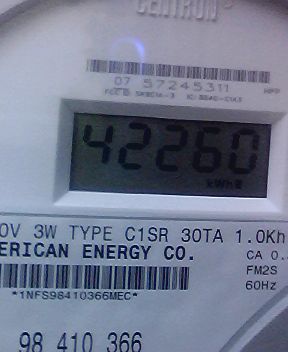 CENTRON
07 57245311
42260
kWh
0V 3W TYPE C1SR 30TA 1.0Kh
ERICAN ENERGY CO.
CA 0.
FM2S
*1NFS98410366MEC*
60Hz
98 410 366